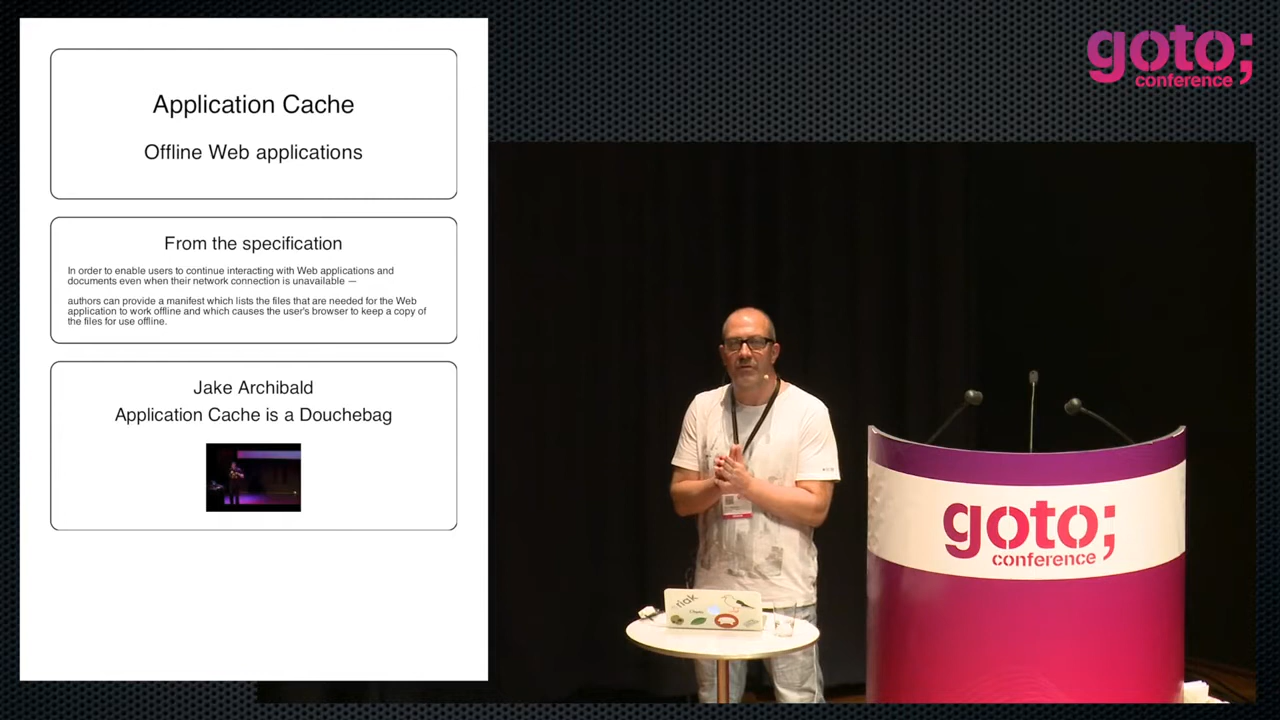 goto;
conference
Application Cache
Offline Web applications
From the specification
In order to enable users to continue interacting with Web applications and
documents even when their network connection is unavailable —
authors can provide a manifest which lists the files that are needed for the Web
application to work offline and which causes the user's browser to keep a copy of
the files for use offline.
Jake Archibald
Application Cache is a Douchebag
riak
goto;
conference